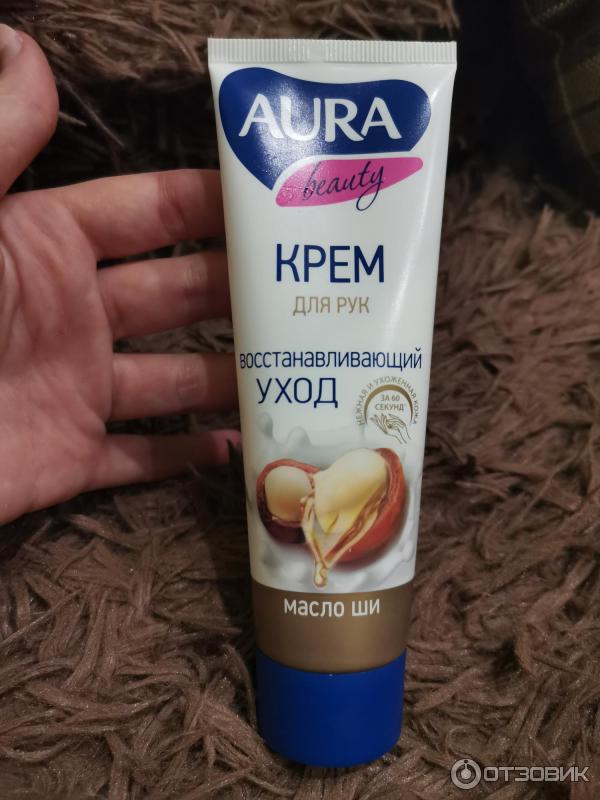 AURA
beauty
КРЕМ
ДЛЯ РУК
восстанавливающий
УХОД
НЕЖНАЯ И УХОЖЕННАЯ КОЖА
ЗА 60
СЕКУНД*
масло ши
ОТЗОВИК